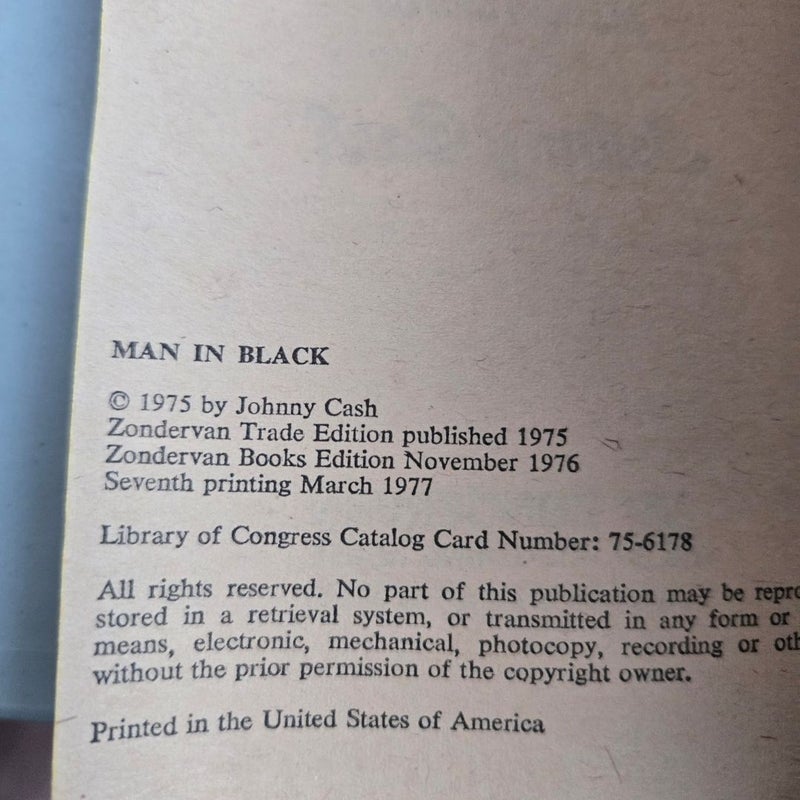 MAN IN BLACK
© 1975 by Johnny Cash
Zondervan Trade Edition published 1975
Zondervan Books Edition November 1976
Seventh printing March 1977
Library of Congress Catalog Card Number: 75-6178
All rights reserved. No part of this publication may be repro
stored in a retrieval system, or transmitted in any form or
means, electronic, mechanical, photocopy, recording or oth
without the prior permission of the copyright owner.
Printed in the United States of America